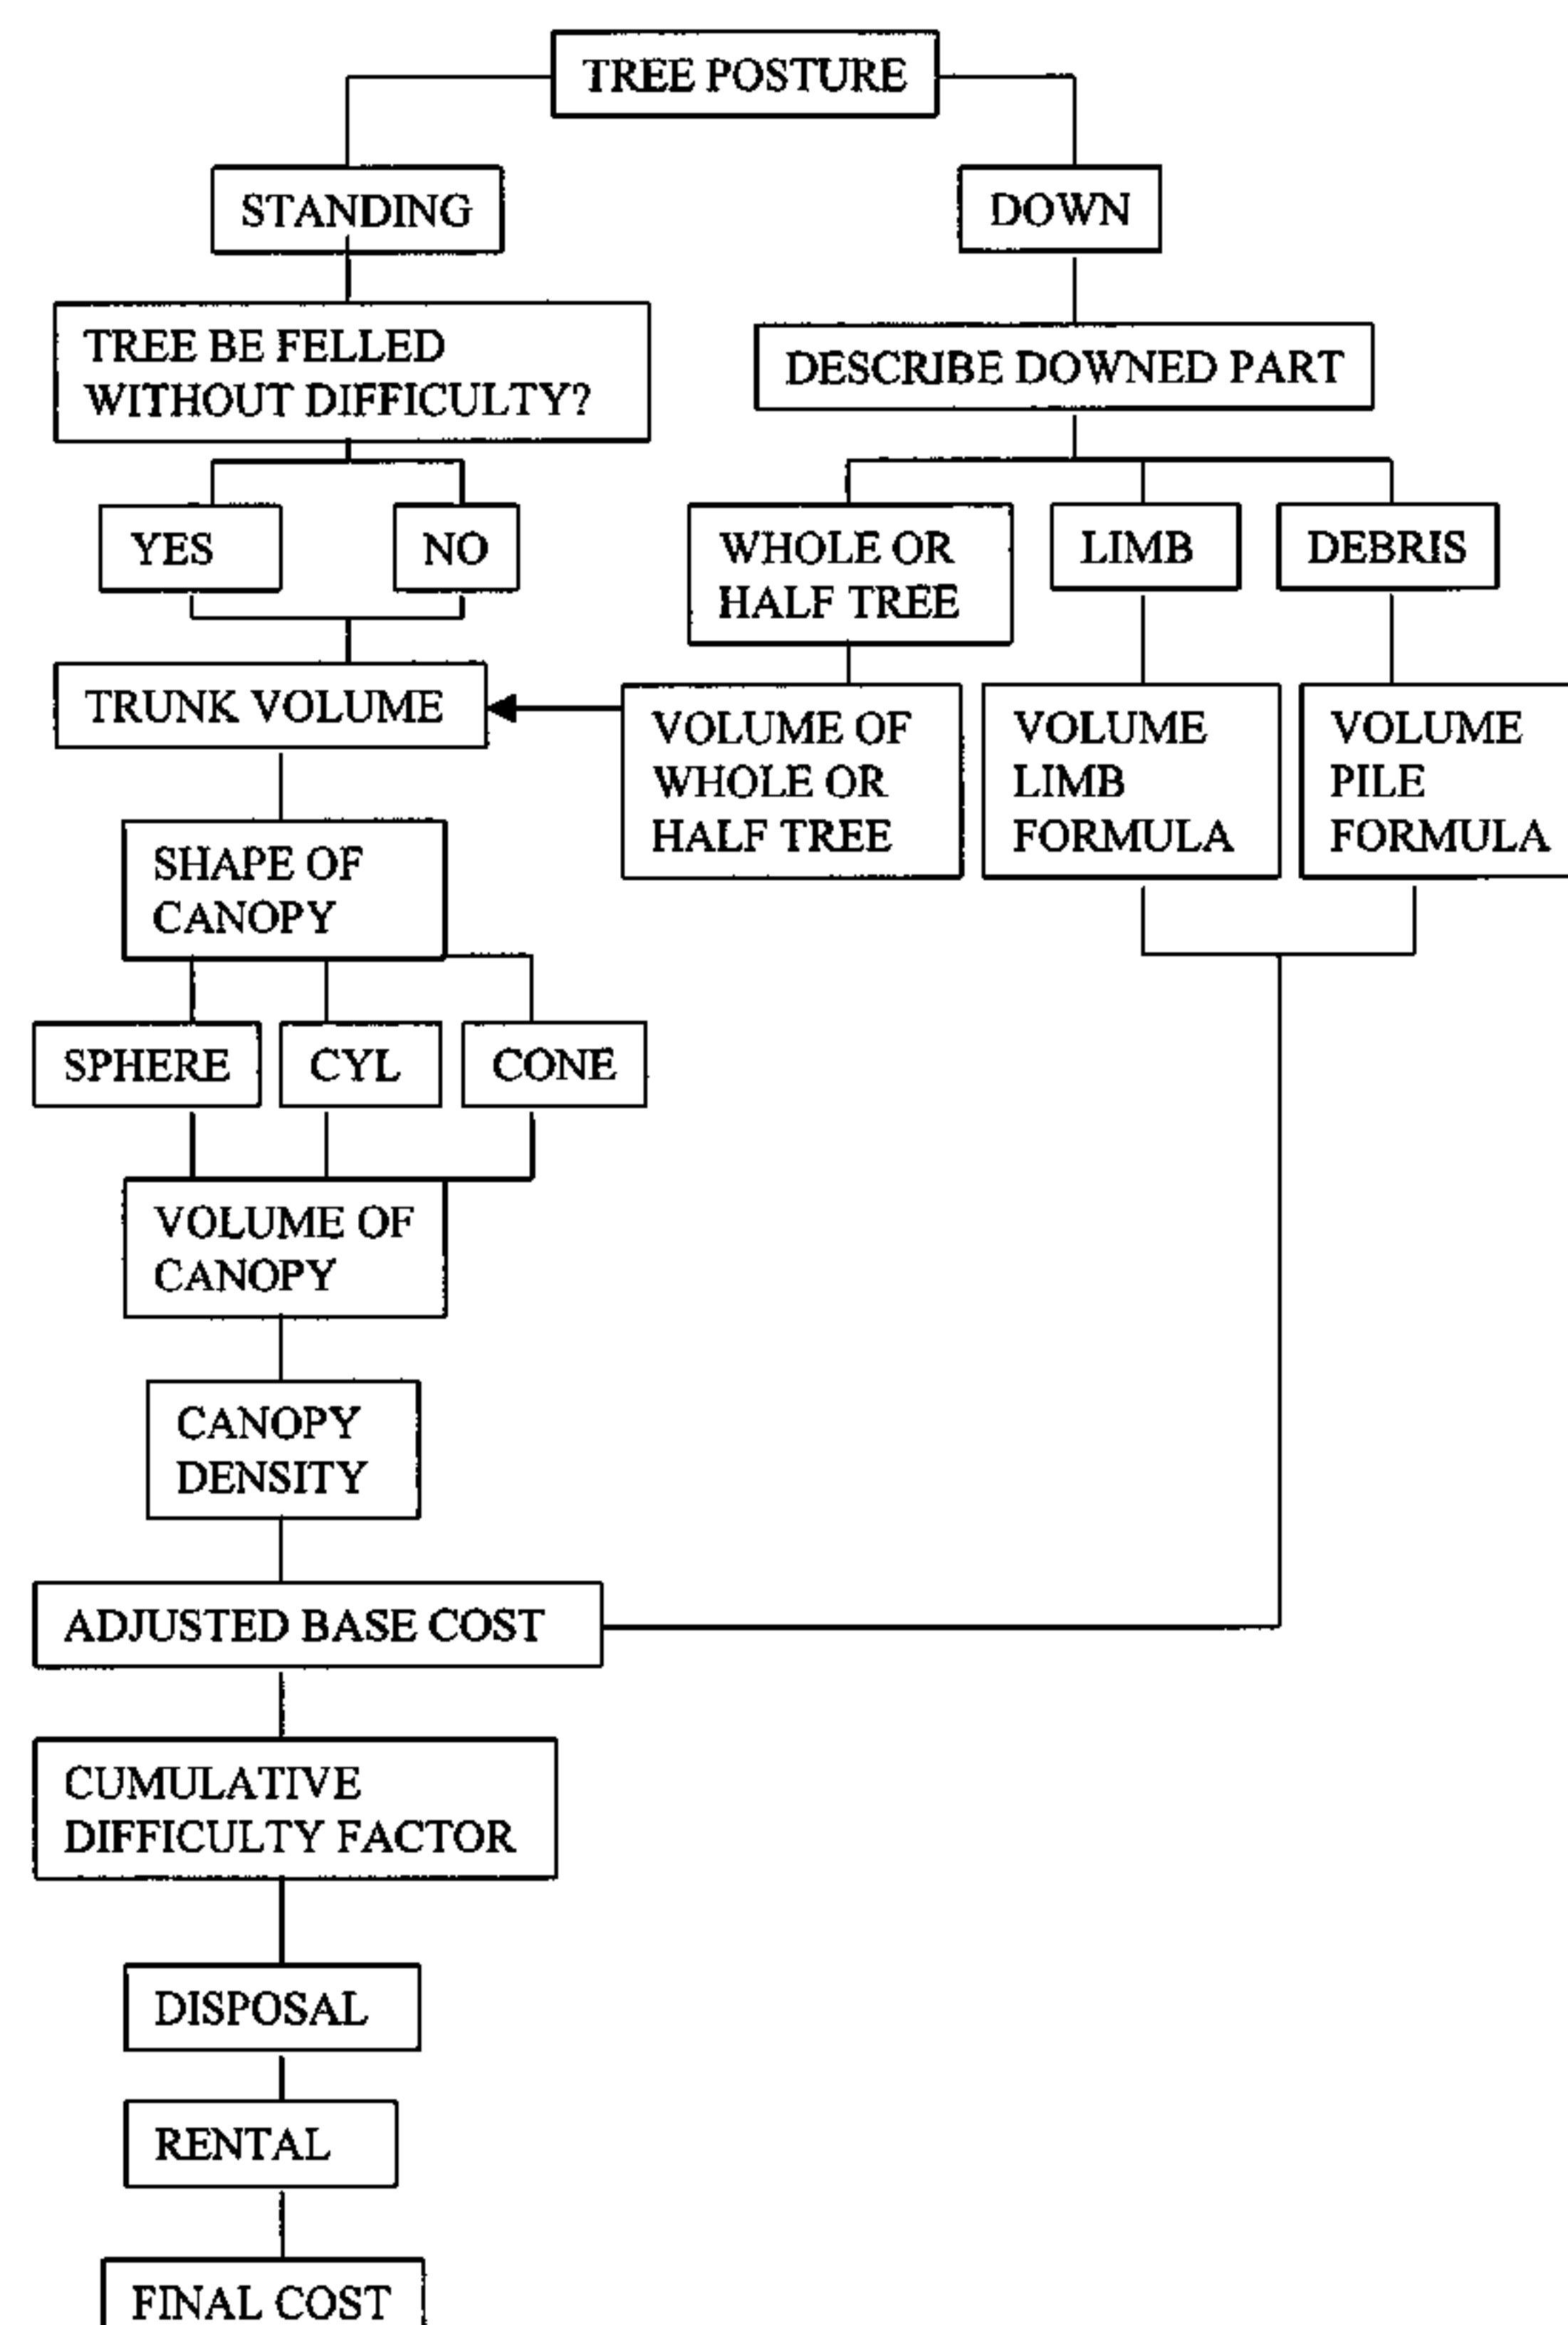 TREE POSTURE
STANDING
DOWN
TREE BE FELLED
WITHOUT DIFFICULTY?
DESCRIBE DOWNED PART
YES
NO
WHOLE OR
HALF TREE
LIMB
DEBRIS
TRUNK VOLUME
VOLUME OF
WHOLE OR
HALF TREE
VOLUME
LIMB
FORMULA
VOLUME
PILE
FORMULA
SHAPE OF
CANOPY
SPHERE
CYL
CONE
VOLUME OF
CANOPY
CANOPY
DENSITY
ADJUSTED BASE COST
CUMULATIVE
DIFFICULTY FACTOR
DISPOSAL
RENTAL
FINAL COST